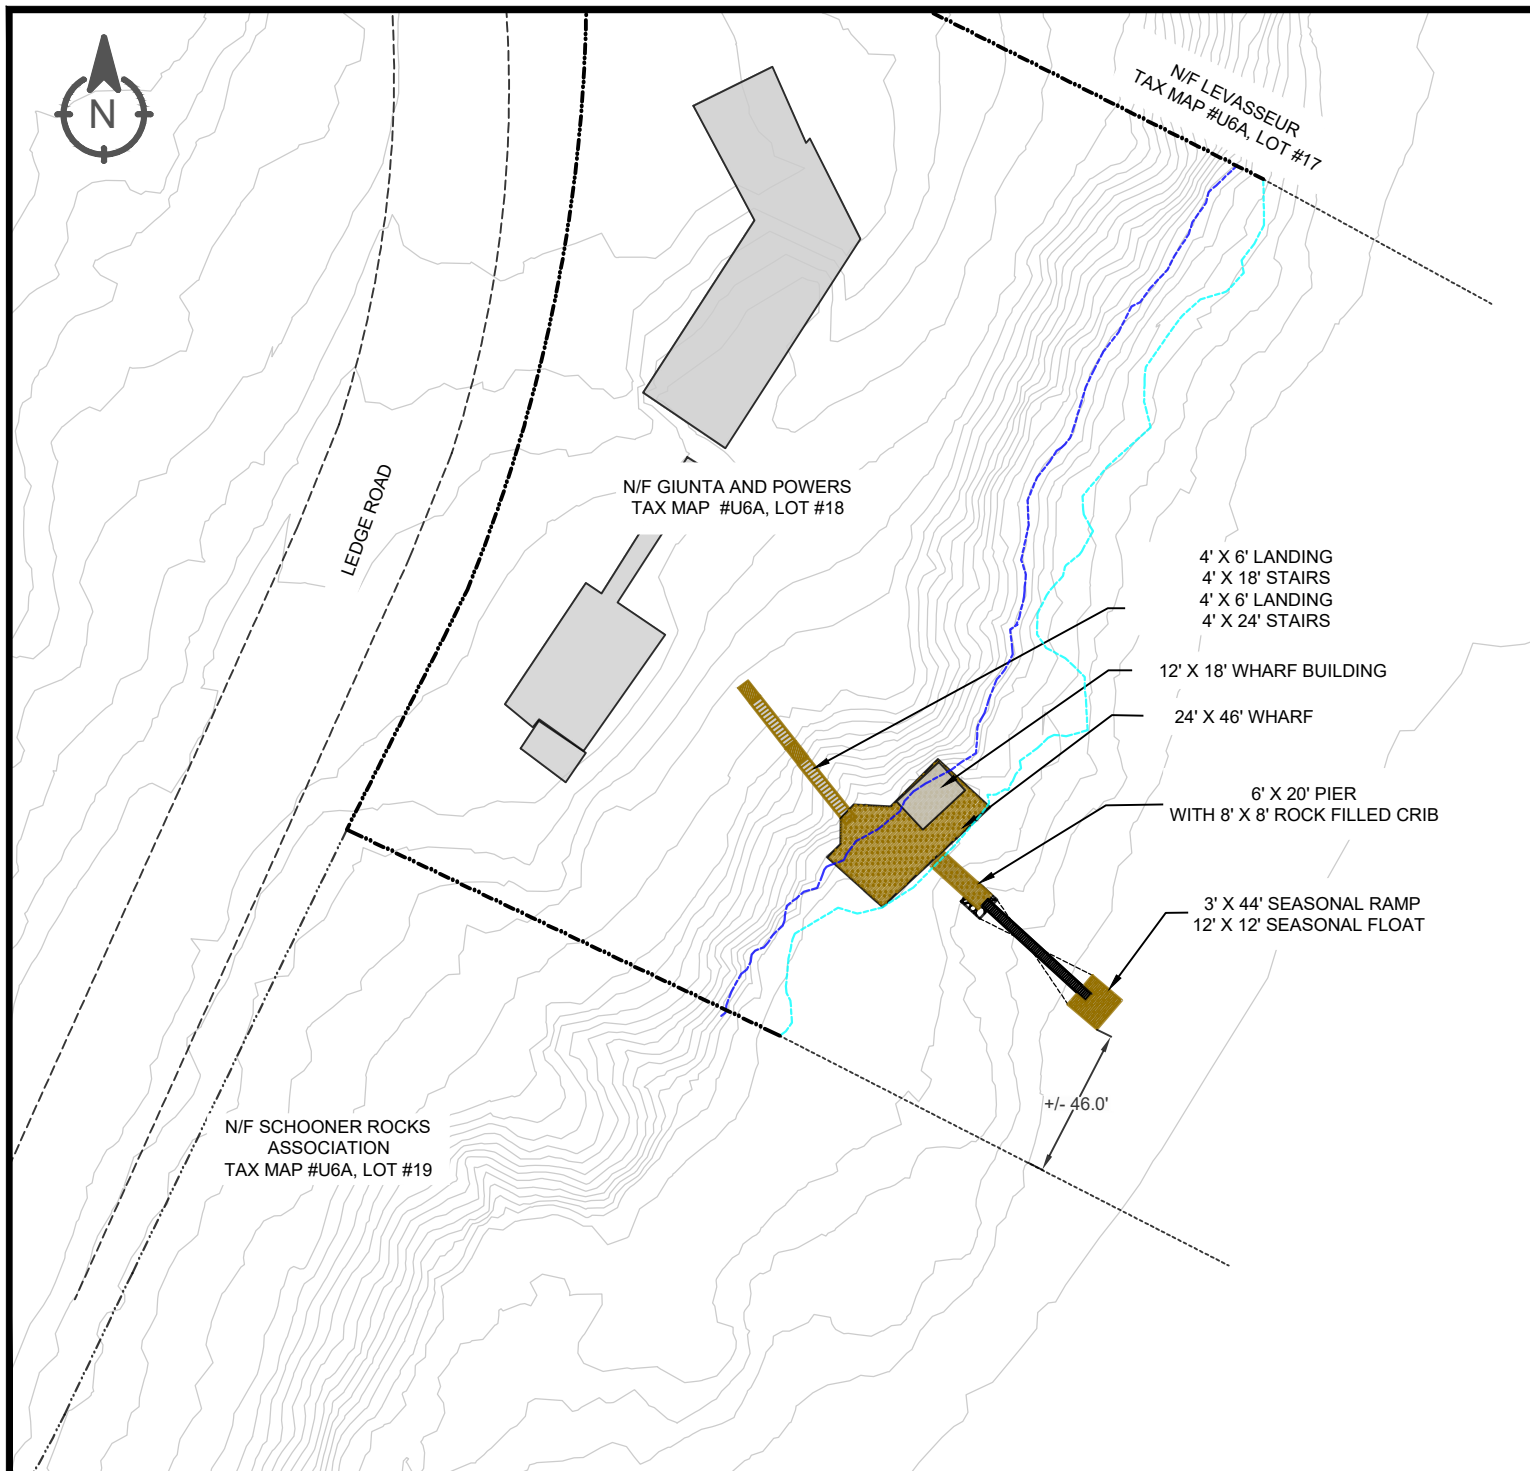 N
N/F LEVASSEUR
TAX MAP #U6A, LOT #17
LEDGE ROAD
N/F GIUNTA AND POWERS
TAX MAP #U6A, LOT #18
4' X 6' LANDING
4' X 18' STAIRS
4' X 6' LANDING
4' X 24' STAIRS
12' X 18' WHARF BUILDING
24' X 46' WHARF
6' X 20' PIER
WITH 8' X 8' ROCK FILLED CRIB
3' X 44' SEASONAL RAMP
12' X 12' SEASONAL FLOAT
+/- 46.0'
N/F SCHOONER ROCKS
ASSOCIATION
TAX MAP #U6A, LOT #19